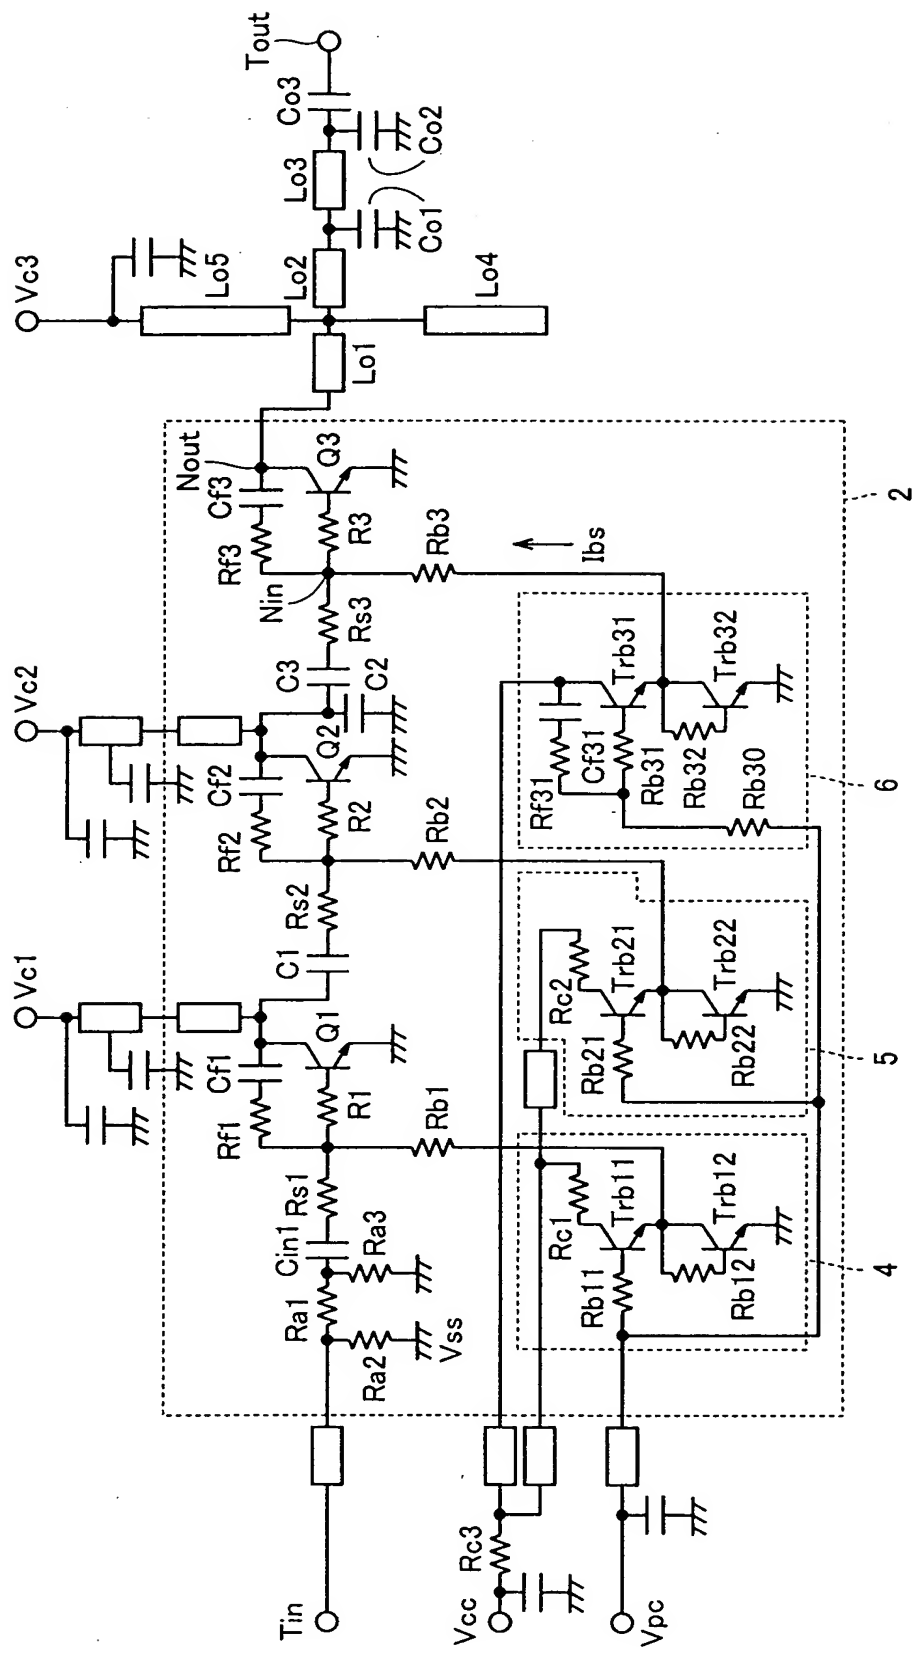 Vc1
Vc2
Vc3
Tout
Co3
Co2
Lo3
Co1
Lo5
Lo2
Lo4
Lo1
Nout
Cf3
Q3
Rf3
R3
Nin
Rs3
Rb3
Ibs
C3
C2
Cf2
Q2
Rf2
R2
Rb2
Rs2
C1
Cf1
Q1
Rf1
R1
Rb1
Rs1
Cin1
Ra3
Ra1
Ra2
Vss
Tin
Trb31
Trb32
Rf31
Cf31
Rb31
Rb32
Rb30
6
2
Rc2
Trb21
Trb22
Rb21
Rb22
5
Rc1
Trb11
Trb12
Rb11
Rb12
4
Rc3
Vcc
Vpc